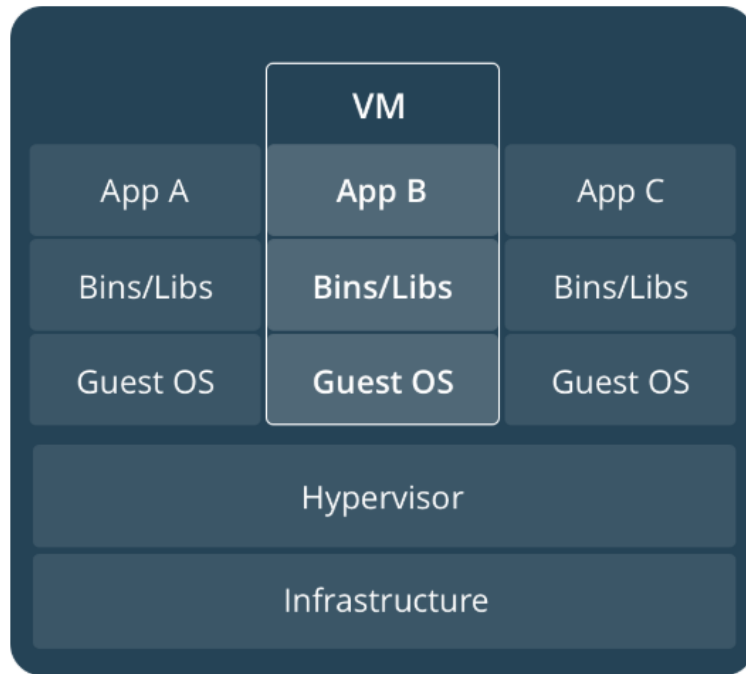 VM
App A App B App C
Bins/Libs Bins/Libs Bins/Libs
Guest OS Guest OS Guest OS
Hypervisor
Infrastructure